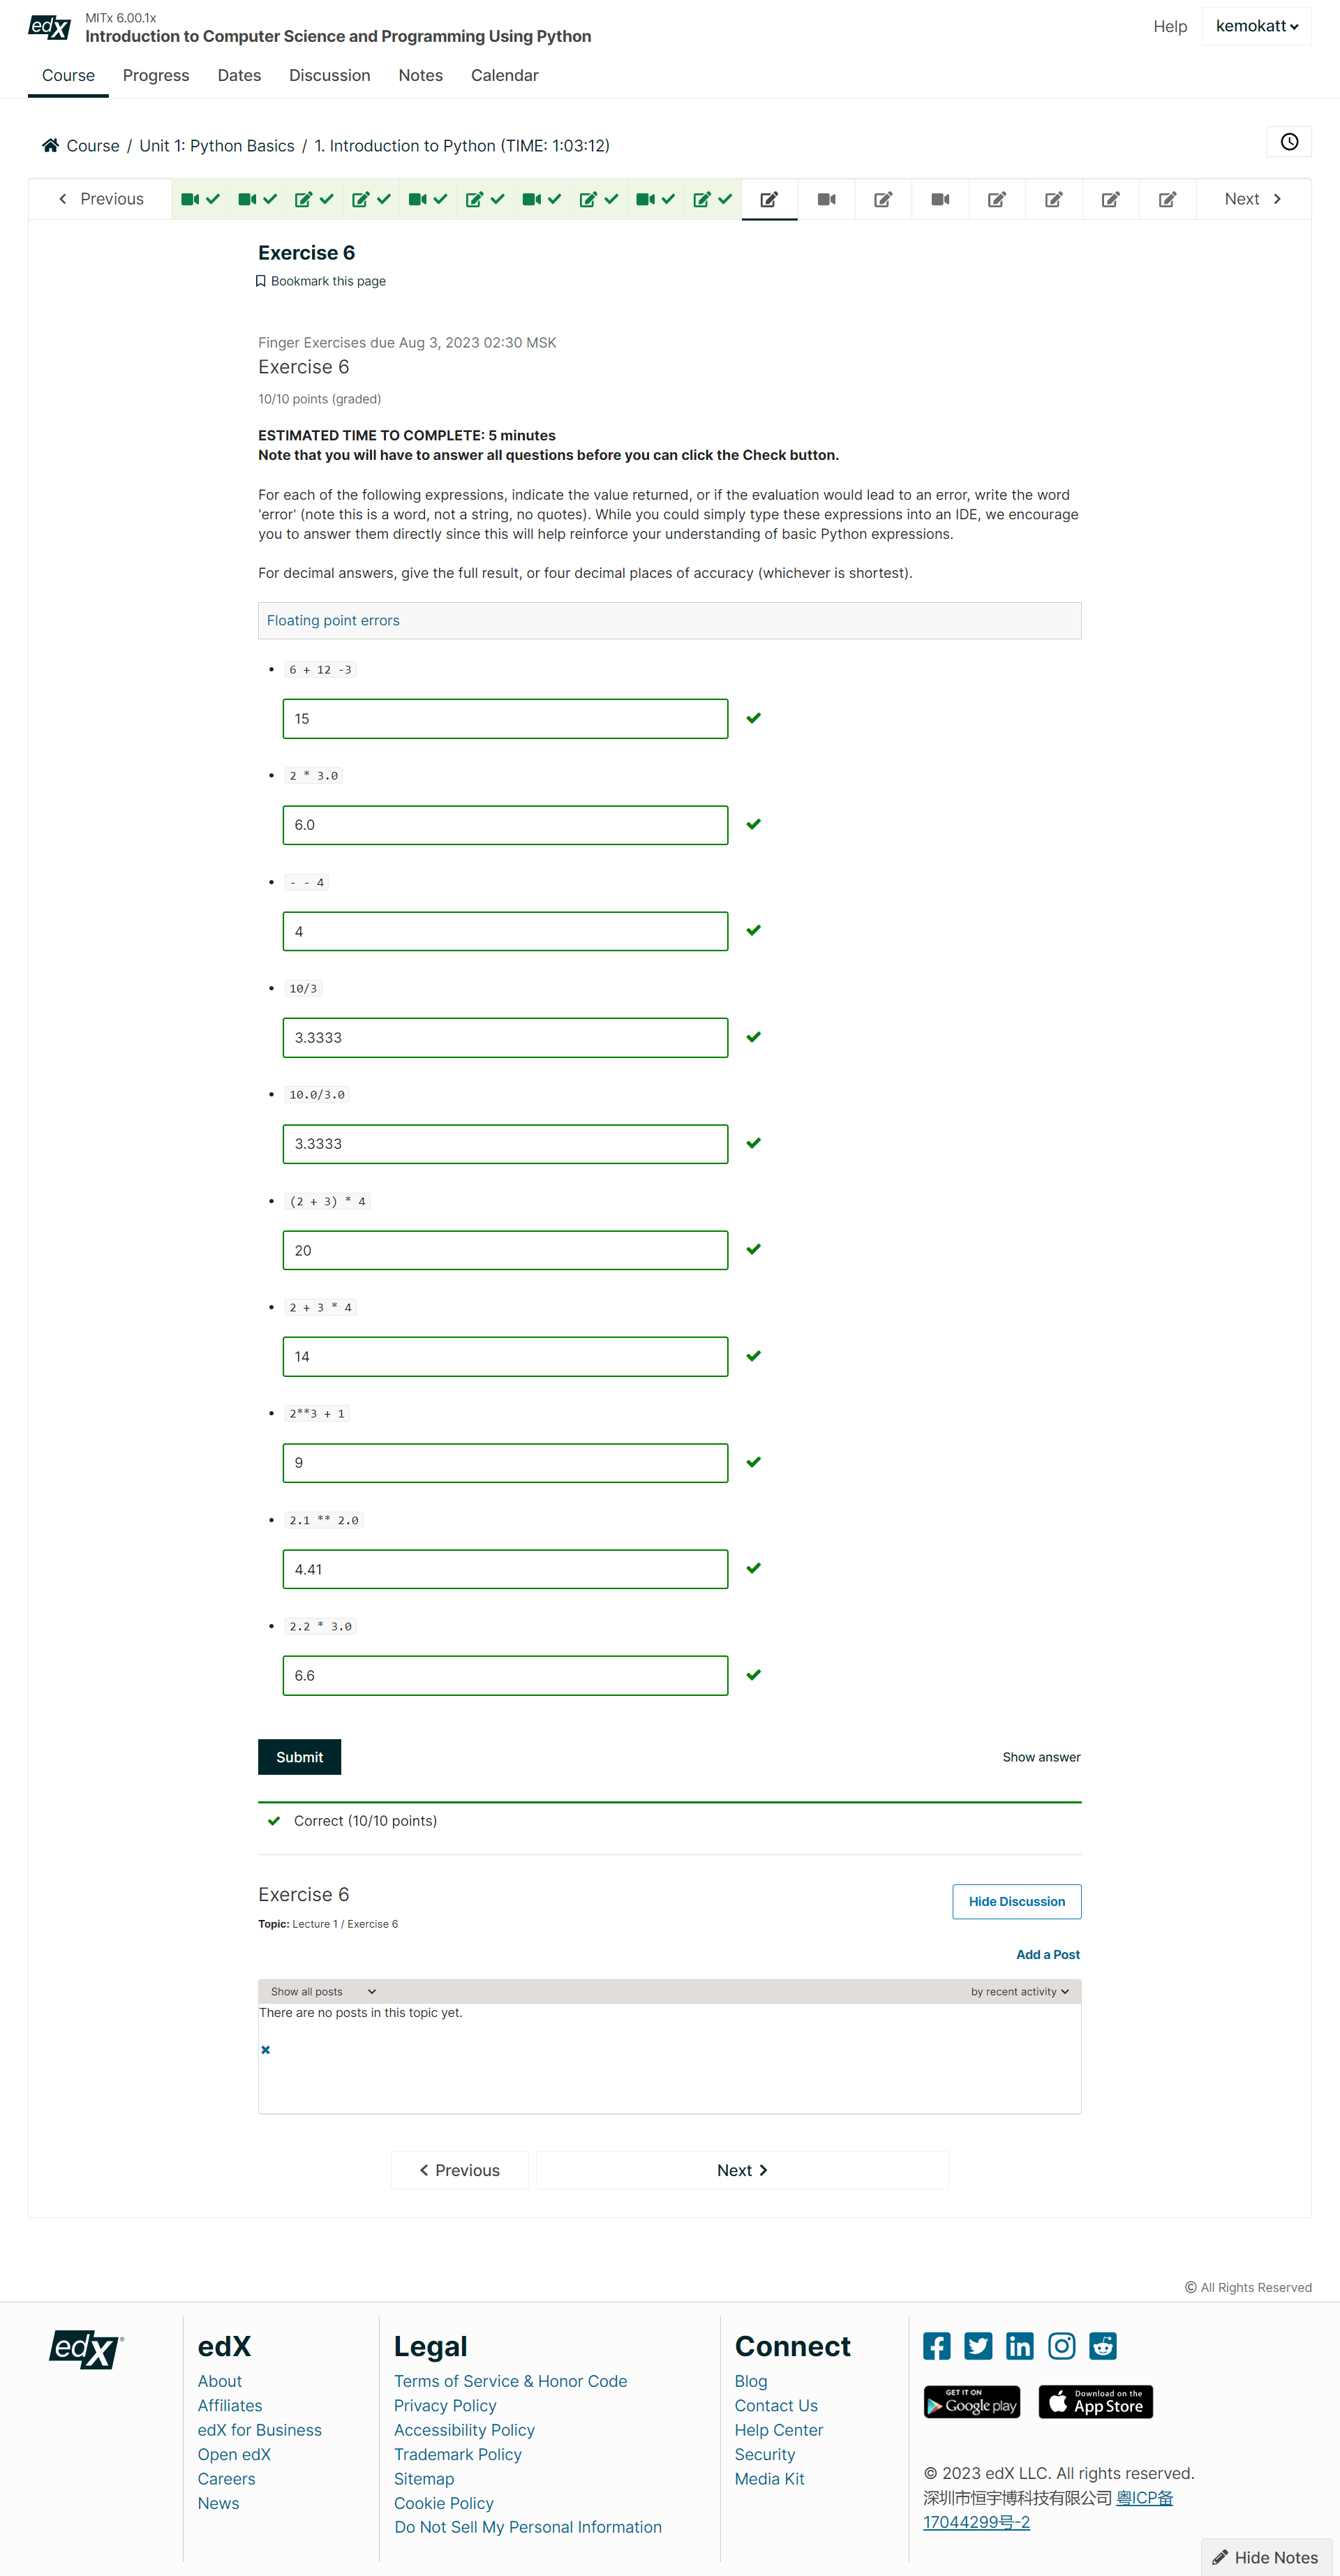 edX
MITx 6.00.1x
Introduction to Computer Science and Programming Using Python
Help
kemokatt
Course Progress Dates Discussion Notes Calendar
Course / Unit 1: Python Basics / 1. Introduction to Python (TIME: 1:03:12)
Previous
Next
Exercise 6
Bookmark this page
Finger Exercises due Aug 3, 2023 02:30 MSK
Exercise 6
10/10 points (graded)
ESTIMATED TIME TO COMPLETE: 5 minutes
Note that you will have to answer all questions before you can click the Check button.
For each of the following expressions, indicate the value returned, or if the evaluation would lead to an error, write the word
'error' (note this is a word, not a string, no quotes). While you could simply type these expressions into an IDE, we encourage
you to answer them directly since this will help reinforce your understanding of basic Python expressions.
For decimal answers, give the full result, or four decimal places of accuracy (whichever is shortest).
Floating point errors
6 + 12 -3
15
2 * 3.0
6.0
- - 4
4
10/3
3.3333
10.0/3.0
3.3333
(2 + 3) * 4
20
2 + 3 * 4
14
2**3 + 1
9
2.1 ** 2.0
4.41
2.2 * 3.0
6.6
Submit
Show answer
Correct (10/10 points)
Exercise 6
Hide Discussion
Topic: Lecture 1 / Exercise 6
Add a Post
Show all posts
by recent activity
There are no posts in this topic yet.
Previous
Next
© All Rights Reserved
edX
edX
About
Affiliates
edX for Business
Open edX
Careers
News
Legal
Terms of Service & Honor Code
Privacy Policy
Accessibility Policy
Trademark Policy
Sitemap
Cookie Policy
Do Not Sell My Personal Information
Connect
Blog
Contact Us
Help Center
Security
Media Kit
GET IT ON
Google play
Download on the
App Store
© 2023 edX LLC. All rights reserved.
深圳市恒宇博科技有限公司 粤ICP备
17044299号-2
Hide Notes